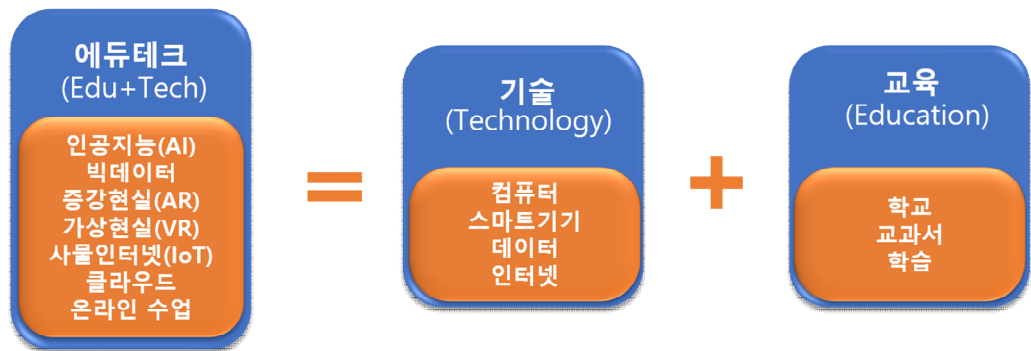 에듀테크
(Edu+Tech)
인공지능(AI)
빅데이터
증강현실(AR)
가상현실(VR)
사물인터넷(IoT)
클라우드
온라인 수업
=
기술
(Technology)
컴퓨터
스마트기기
데이터
인터넷
+
교육
(Education)
학교
교과서
학습